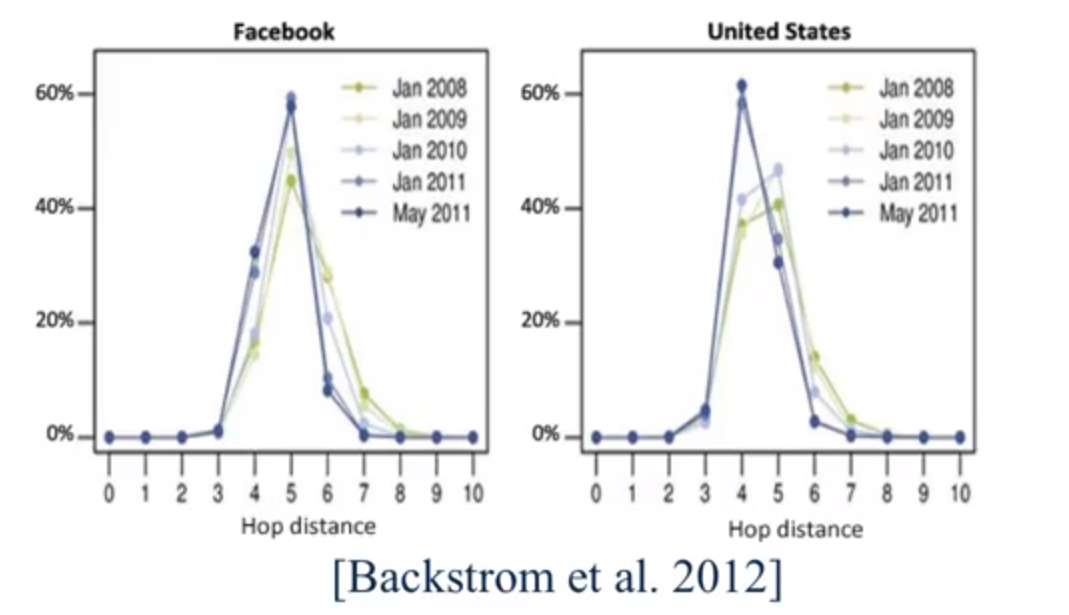 Facebook
60%
40%
20%
0%
Jan 2008
Jan 2009
Jan 2010
Jan 2011
May 2011
0 1 2 3 4 5 6 7 8 9 10
Hop distance
United States
60%
40%
20%
0%
Jan 2008
Jan 2009
Jan 2010
Jan 2011
May 2011
0 1 2 3 4 5 6 7 8 9 10
Hop distance
[Backstrom et al. 2012]